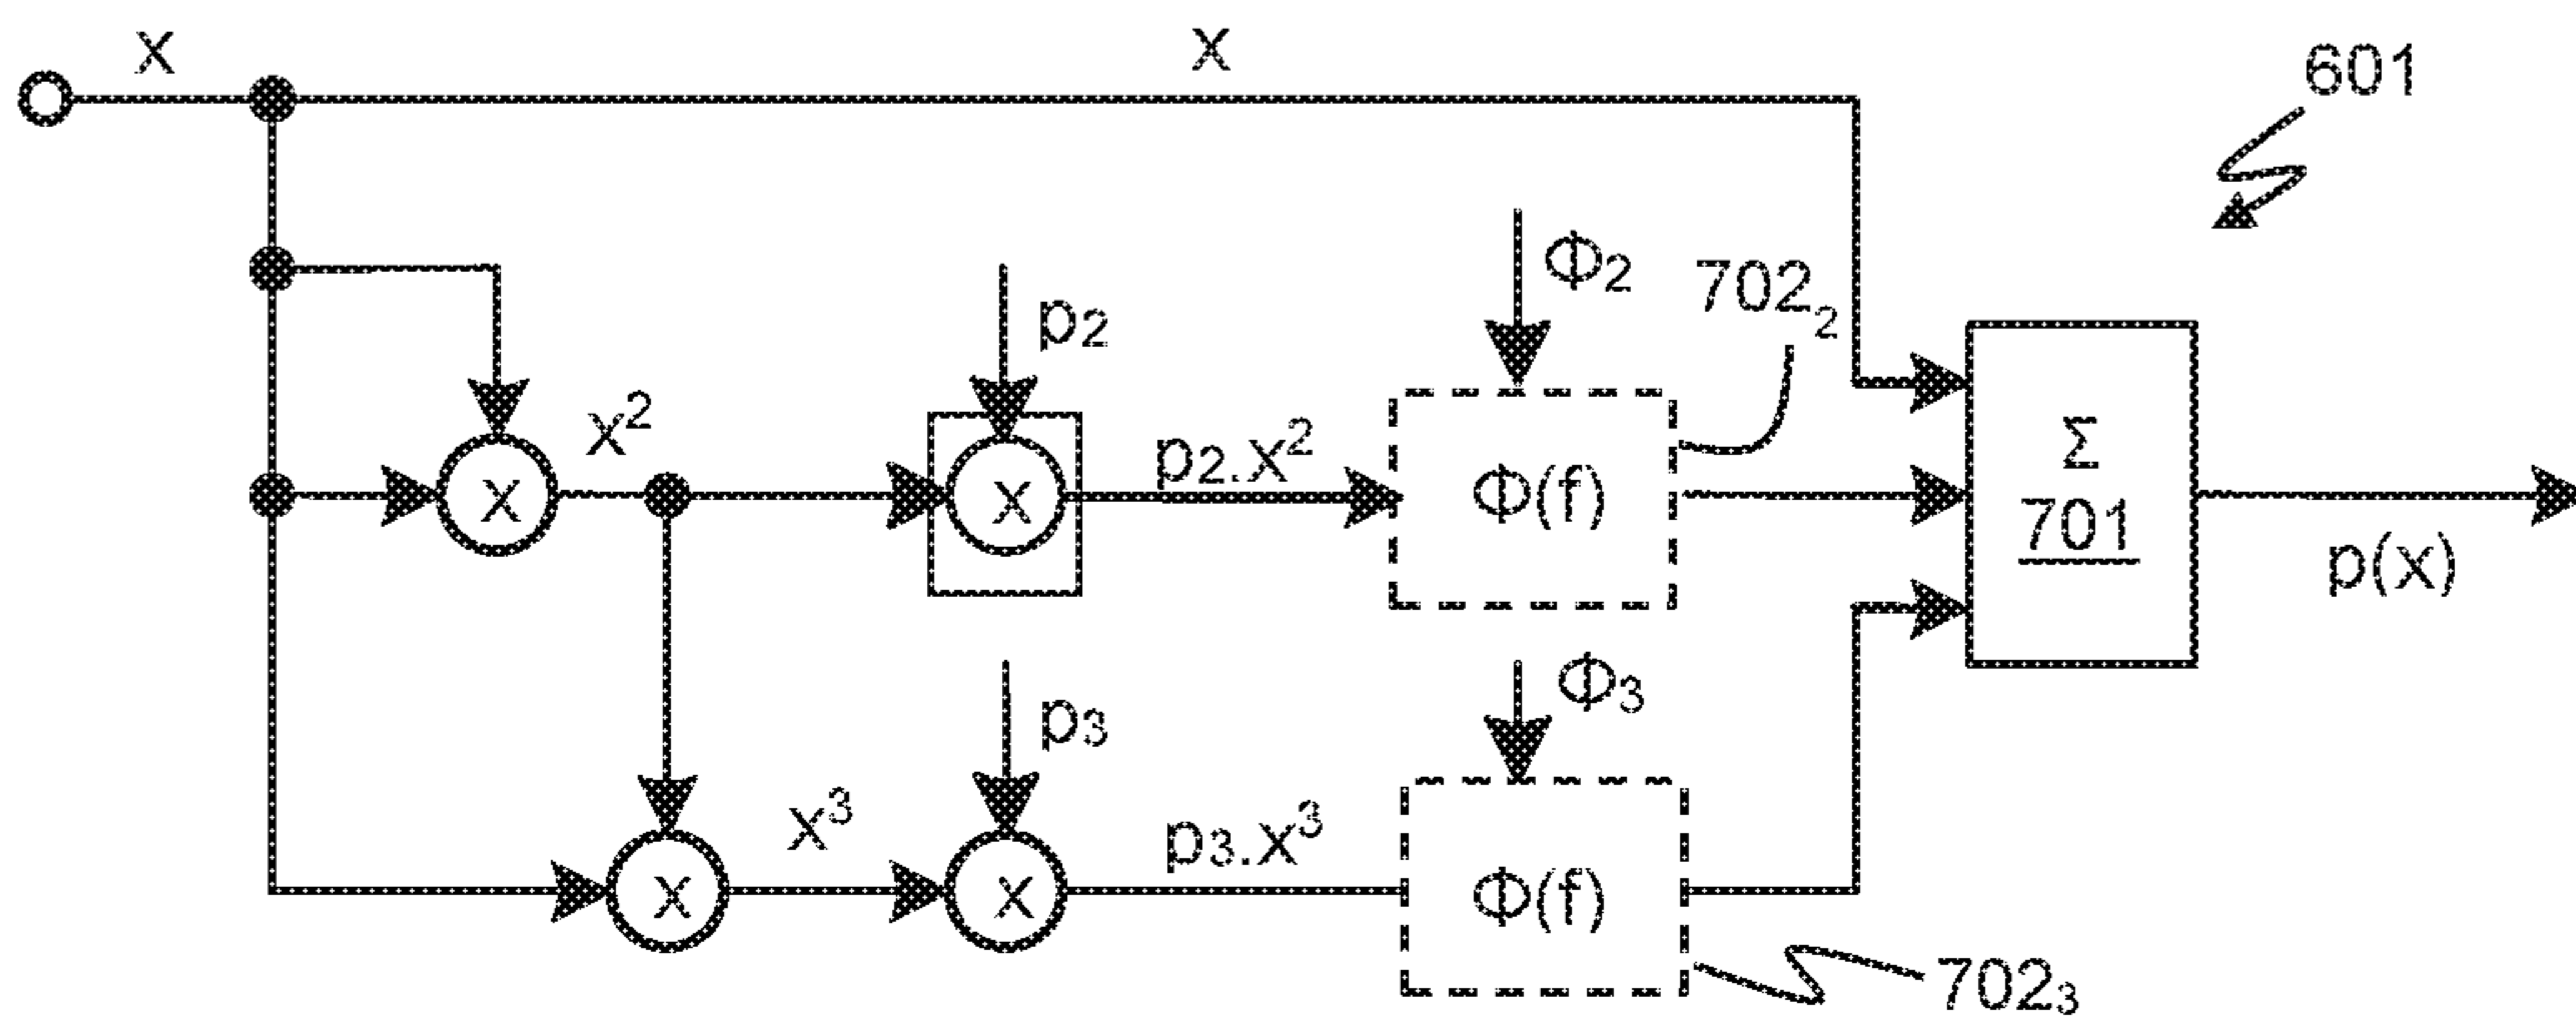 x
x
601
p₂
Φ₂
702₂
x
x²
x
p₂.x²
Φ(f)
Σ
701
p(x)
p₃
Φ₃
x
x³
x
p₃.x³
Φ(f)
702₃